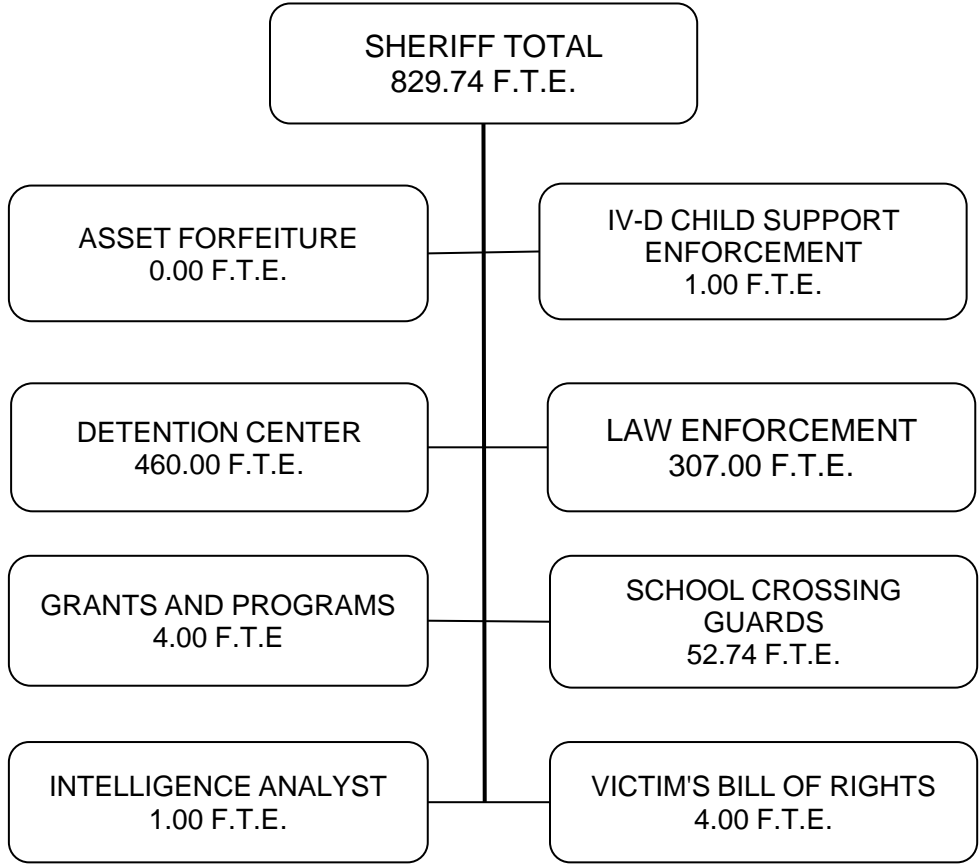 SHERIFF TOTAL
829.74 F.T.E.
ASSET FORFEITURE
0.00 F.T.E.
IV-D CHILD SUPPORT
ENFORCEMENT
1.00 F.T.E.
DETENTION CENTER
460.00 F.T.E.
LAW ENFORCEMENT
307.00 F.T.E.
GRANTS AND PROGRAMS
4.00 F.T.E
SCHOOL CROSSING
GUARDS
52.74 F.T.E.
INTELLIGENCE ANALYST
1.00 F.T.E.
VICTIM'S BILL OF RIGHTS
4.00 F.T.E.